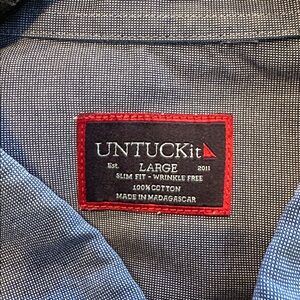 UNTUCKit
Est. LARGE 2011
SLIM FIT - WRINKLE FREE
100% COTTON
MADE IN MADAGASCAR